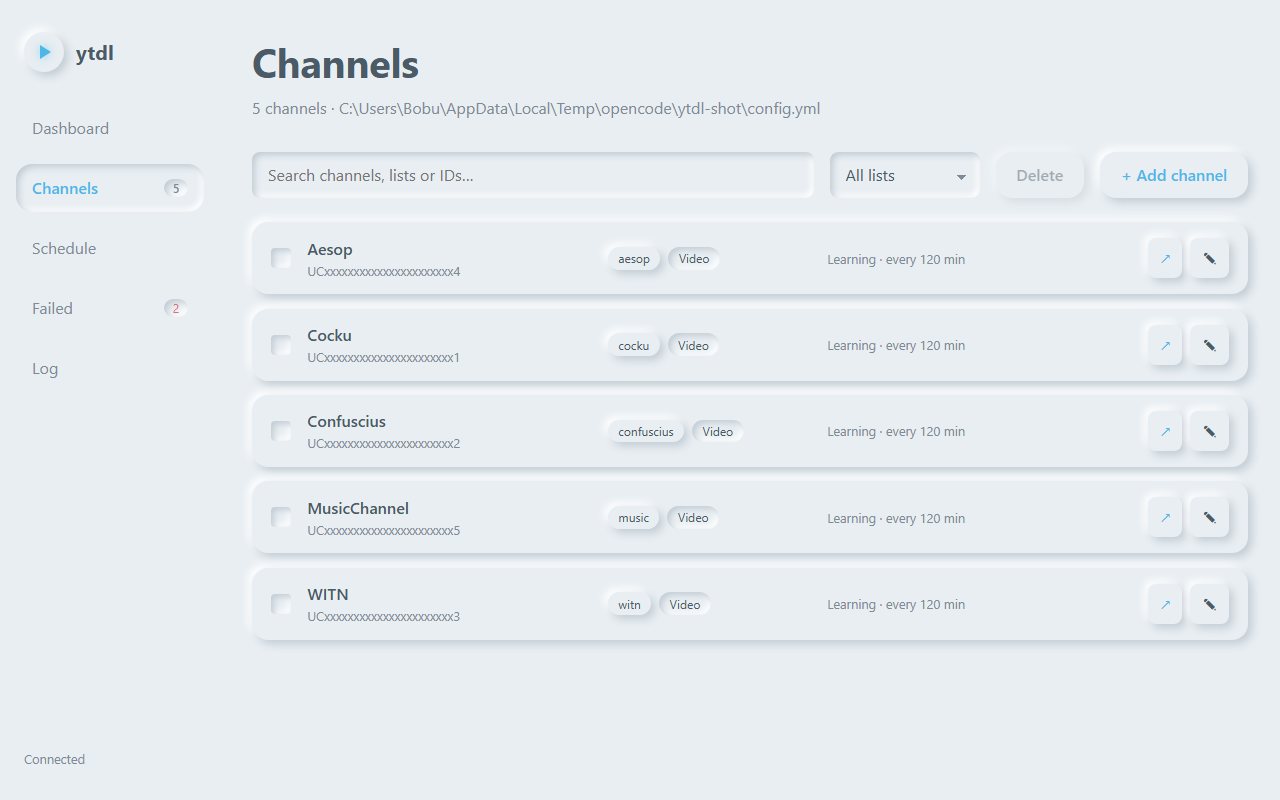 ytdl
Dashboard
Channels 5
Schedule
Failed 2
Log
Connected
Channels
5 channels · C:\Users\Bobu\AppData\Local\Temp\opencode\ytdl-shot\config.yml
Search channels, lists or IDs... All lists Delete + Add channel
Aesop
UCxxxxxxxxxxxxxxxxxxxxxx4
aesop Video Learning · every 120 min
Cocku
UCxxxxxxxxxxxxxxxxxxxxxx1
cocku Video Learning · every 120 min
Confuscius
UCxxxxxxxxxxxxxxxxxxxxxx2
confuscius Video Learning · every 120 min
MusicChannel
UCxxxxxxxxxxxxxxxxxxxxxx5
music Video Learning · every 120 min
WITN
UCxxxxxxxxxxxxxxxxxxxxxx3
witn Video Learning · every 120 min